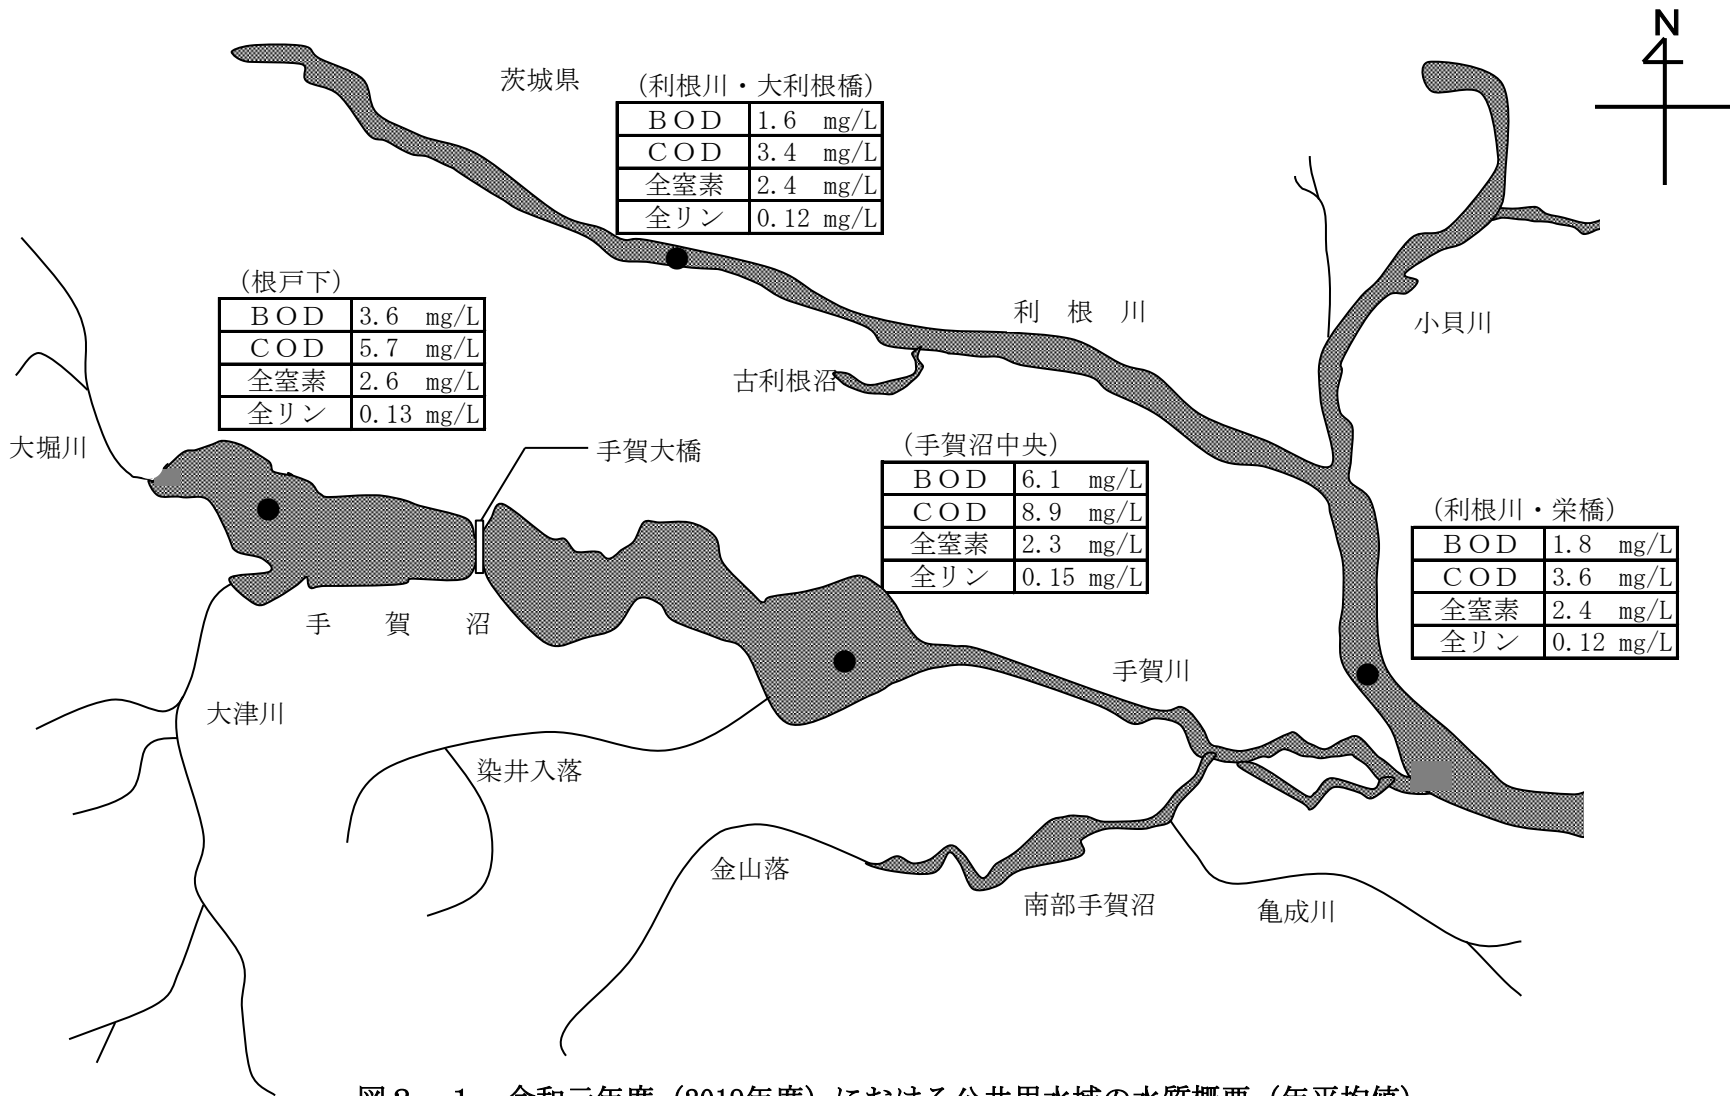 N
茨城県
(利根川・大利根橋)
ＢＯＤ 1.6 mg/L
ＣＯＤ 3.4 mg/L
全窒素 2.4 mg/L
全リン 0.12 mg/L
(根戸下)
ＢＯＤ 3.6 mg/L
ＣＯＤ 5.7 mg/L
全窒素 2.6 mg/L
全リン 0.13 mg/L
利 根 川
小貝川
古利根沼
大堀川
手賀大橋
(手賀沼中央)
ＢＯＤ 6.1 mg/L
ＣＯＤ 8.9 mg/L
全窒素 2.3 mg/L
全リン 0.15 mg/L
(利根川・栄橋)
ＢＯＤ 1.8 mg/L
ＣＯＤ 3.6 mg/L
全窒素 2.4 mg/L
全リン 0.12 mg/L
手 賀 沼
手賀川
大津川
染井入落
金山落
南部手賀沼
亀成川
図２－１ 令和元年度（2019年度）における公共用水域の水質概要（年平均値）